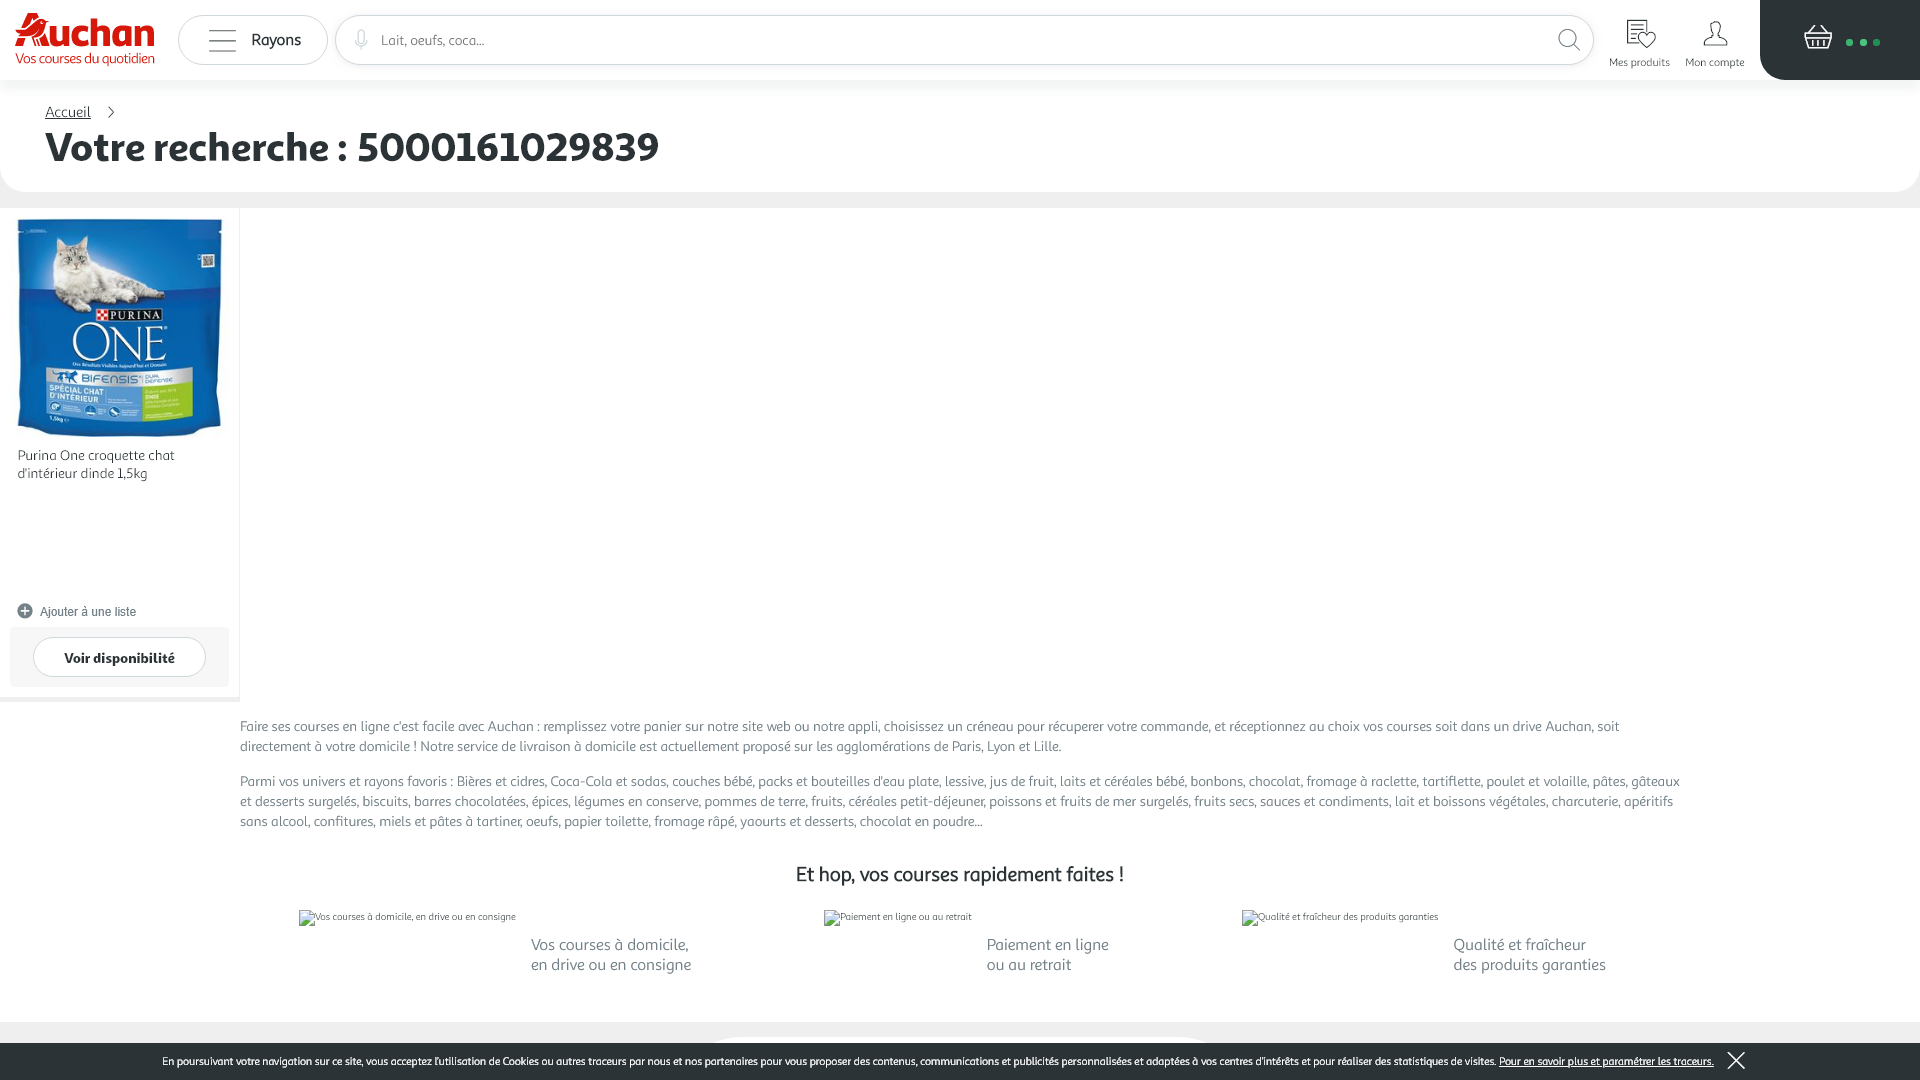 Auchan
Vos courses du quotidien
Rayons
Lait, oeufs, coca...
Mes produits
Mon compte
Accueil
Votre recherche : 5000161029839
PURINA
ONE
Des Résultats Visibles Aujourd'hui et Demain
BIFENSIS
DUAL DEFENSE
SPÉCIAL CHAT
D'INTÉRIEUR
DINDE
1,5kg e
Purina One croquette chat
d'intérieur dinde 1,5kg
Ajouter à une liste
Voir disponibilité
Faire ses courses en ligne c'est facile avec Auchan : remplissez votre panier sur notre site web ou notre appli, choisissez un créneau pour récuperer votre commande, et réceptionnez au choix vos courses soit dans un drive Auchan, soit
directement à votre domicile ! Notre service de livraison à domicile est actuellement proposé sur les agglomérations de Paris, Lyon et Lille.
Parmi vos univers et rayons favoris : Bières et cidres, Coca-Cola et sodas, couches bébé, packs et bouteilles d'eau plate, lessive, jus de fruit, laits et céréales bébé, bonbons, chocolat, fromage à raclette, tartiflette, poulet et volaille, pâtes, gâteaux
et desserts surgelés, biscuits, barres chocolatées, épices, légumes en conserve, pommes de terre, fruits, céréales petit-déjeuner, poissons et fruits de mer surgelés, fruits secs, sauces et condiments, lait et boissons végétales, charcuterie, apéritifs
sans alcool, confitures, miels et pâtes à tartiner, oeufs, papier toilette, fromage râpé, yaourts et desserts, chocolat en poudre...
Et hop, vos courses rapidement faites !
Vos courses à domicile, en drive ou en consigne
Paiement en ligne ou au retrait
Qualité et fraîcheur des produits garanties
Vos courses à domicile,
en drive ou en consigne
Paiement en ligne
ou au retrait
Qualité et fraîcheur
des produits garanties
En poursuivant votre navigation sur ce site, vous acceptez l'utilisation de Cookies ou autres traceurs par nous et nos partenaires pour vous proposer des contenus, communications et publicités personnalisées et adaptées à vos centres d'intérêts et pour réaliser des statistiques de visites. Pour en savoir plus et paramétrer les traceurs.